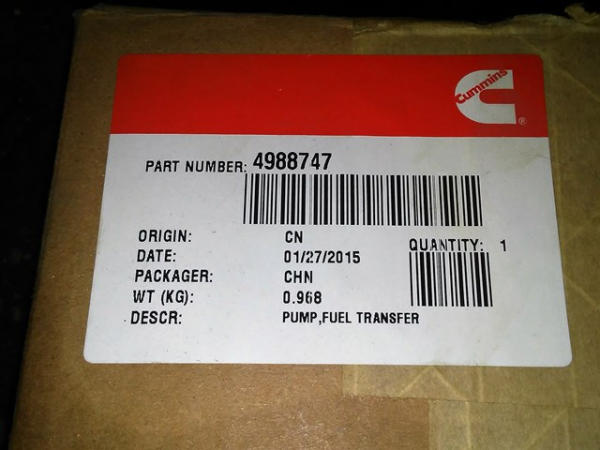 Cummins
®
PART NUMBER: 4988747
ORIGIN: CN
QUANTITY: 1
DATE: 01/27/2015
PACKAGER: CHN
WT (KG): 0.968
DESCR: PUMP,FUEL TRANSFER